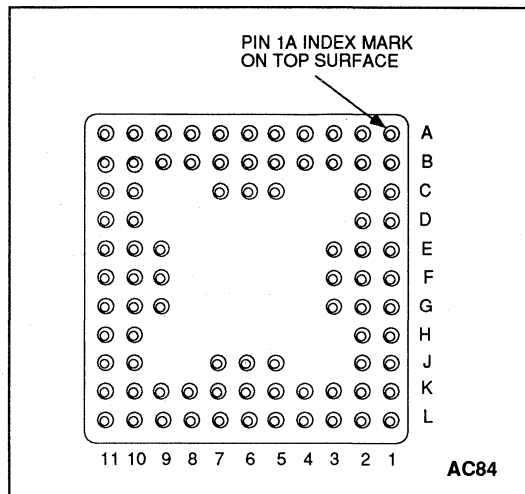 PIN 1A INDEX MARK
ON TOP SURFACE
A
B
C
D
E
F
G
H
J
K
L
11 10 9 8 7 6 5 4 3 2 1
AC84